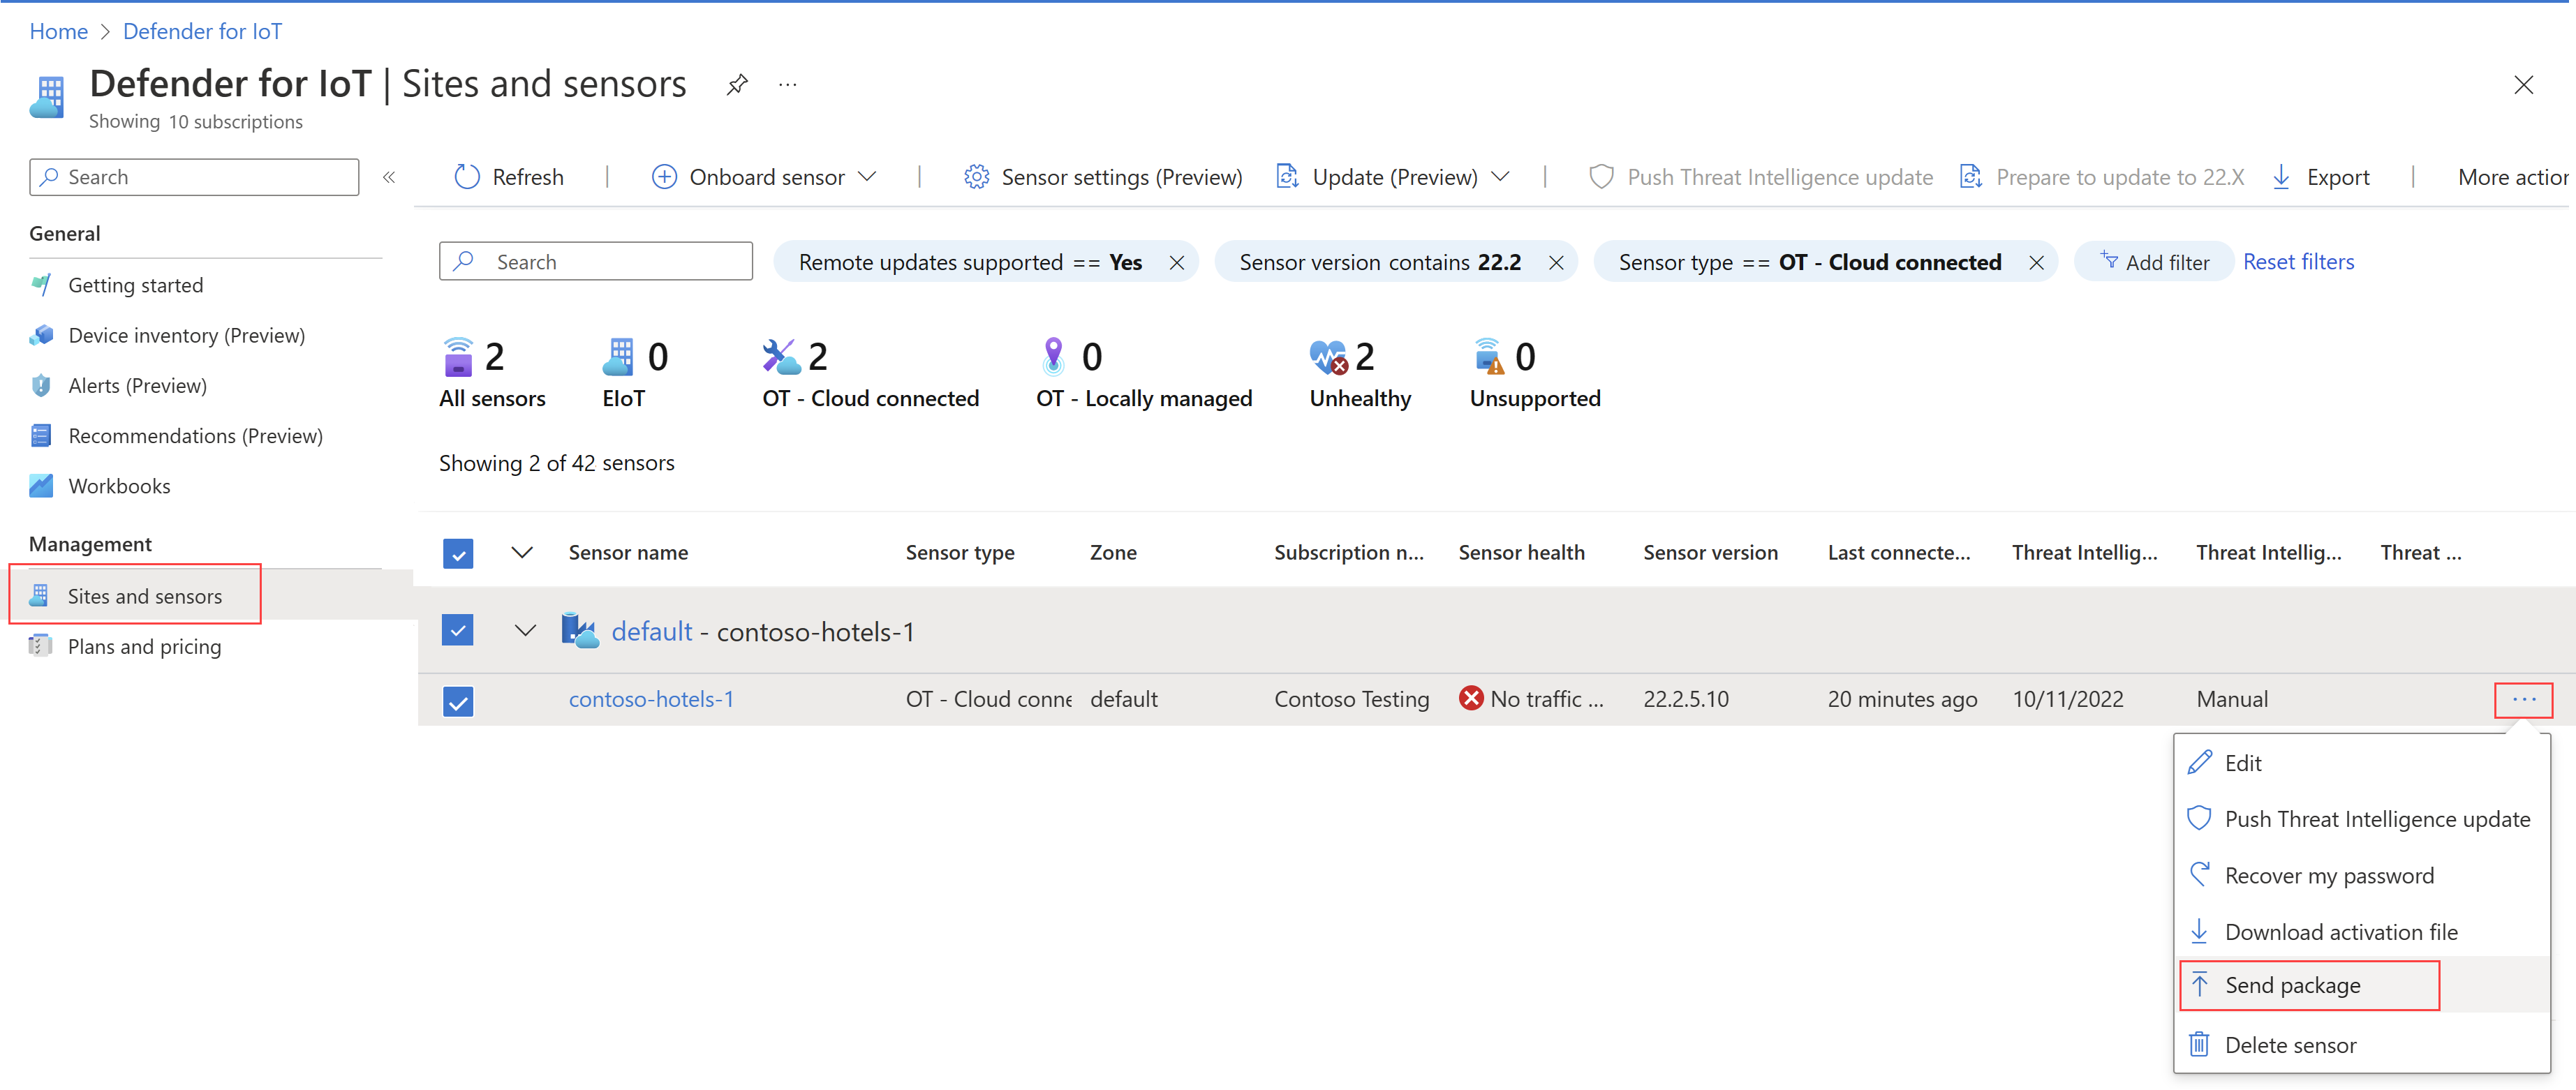 Home > Defender for IoT
Defender for IoT | Sites and sensors ...
Showing 10 subscriptions
Search «
Refresh | Onboard sensor | Sensor settings (Preview) Update (Preview) | Push Threat Intelligence update Prepare to update to 22.X Export | More action
General
Getting started
Device inventory (Preview)
Alerts (Preview)
Recommendations (Preview)
Workbooks
Management
Sites and sensors
Plans and pricing
Search Remote updates supported == Yes Sensor version contains 22.2 Sensor type == OT - Cloud connected Add filter Reset filters
2 0 2 0 2 0
All sensors EIoT OT - Cloud connected OT - Locally managed Unhealthy Unsupported
Showing 2 of 42 sensors
Sensor name Sensor type Zone Subscription n... Sensor health Sensor version Last connecte... Threat Intellig... Threat Intellig... Threat ...
default - contoso-hotels-1
contoso-hotels-1 OT - Cloud conne default Contoso Testing No traffic ... 22.2.5.10 20 minutes ago 10/11/2022 Manual ...
Edit
Push Threat Intelligence update
Recover my password
Download activation file
Send package
Delete sensor